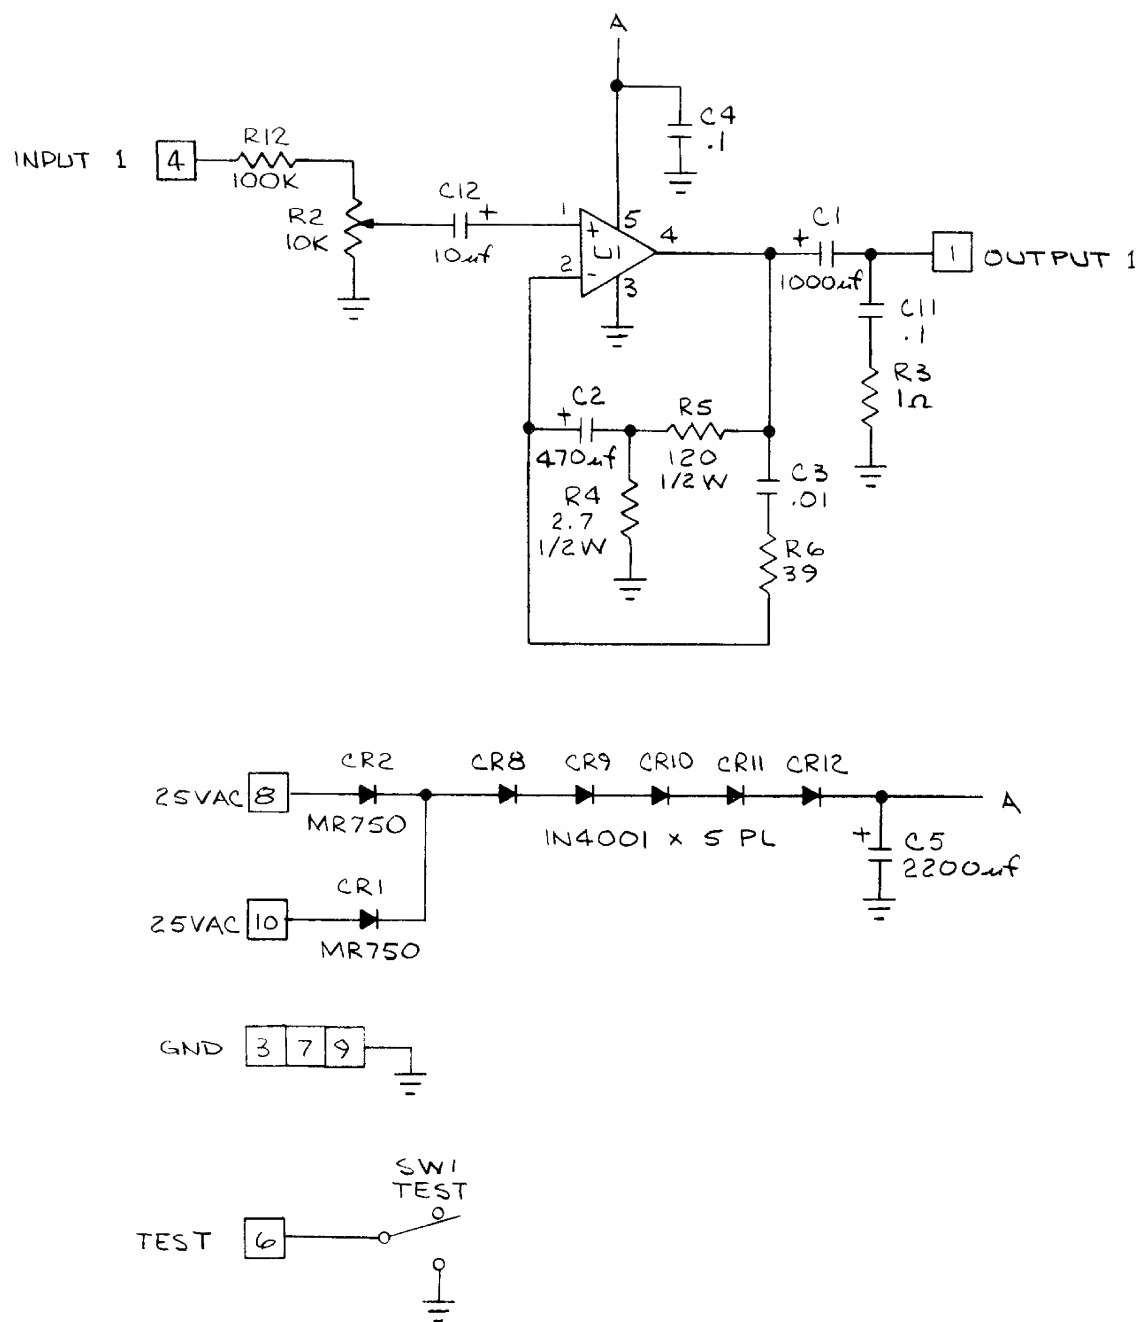 A
C4
.1
INPUT 1 4
R12
100K
R2
10K
C12
+
10uf
1
+
U1
5
4
2
-
3
+
C1
1000uf
1 OUTPUT 1
C11
.1
R3
1Ω
C2
+
470uf
R5
120
1/2W
R4
2.7
1/2W
C3
.01
R6
39
25VAC 8
CR2
MR750
CR8 CR9 CR10 CR11 CR12
IN4001 x 5 PL
A
+
C5
2200uf
CR1
25VAC 10
MR750
GND 3 7 9
SW1
TEST
TEST 6